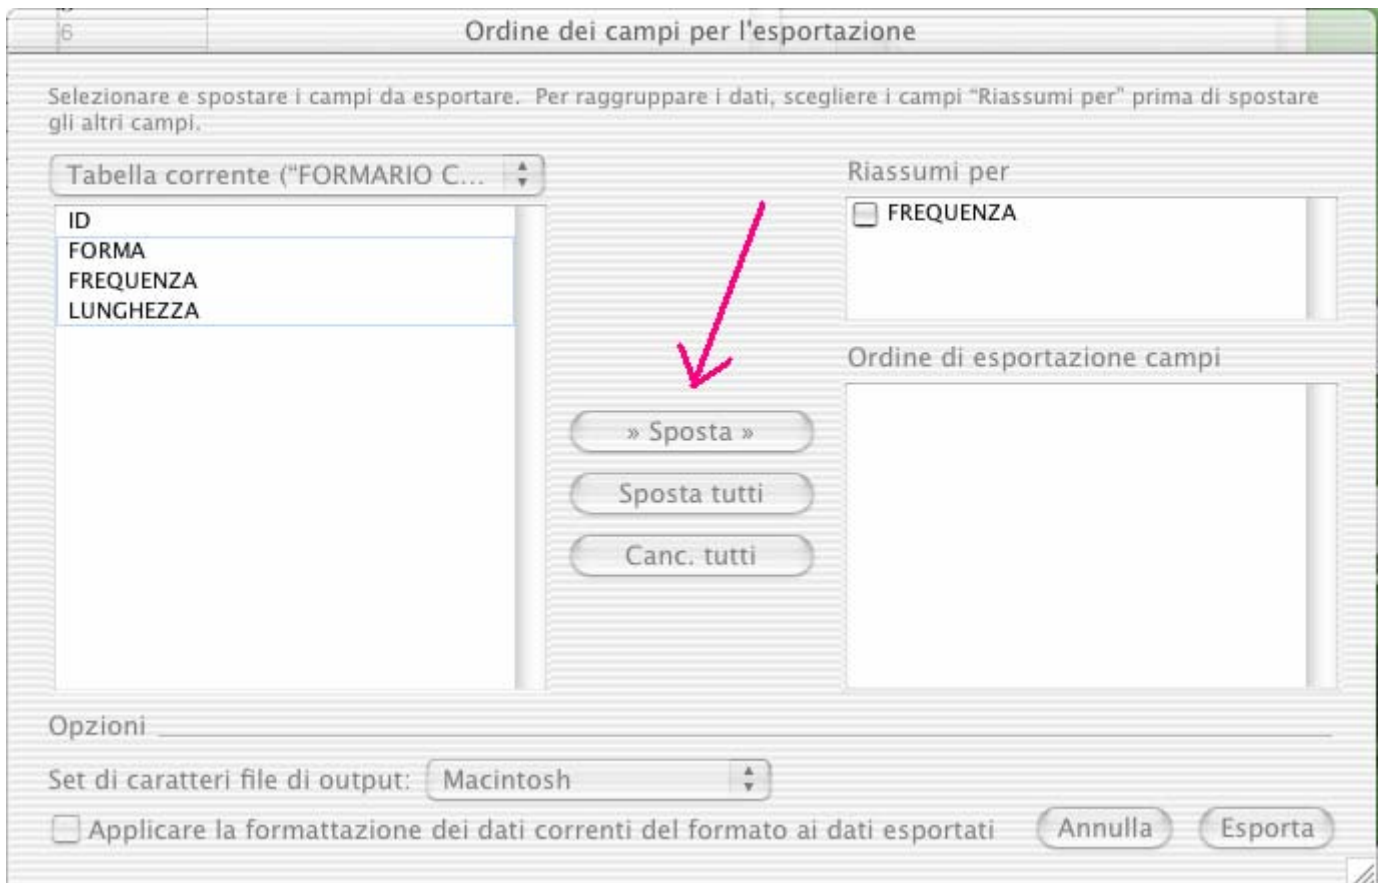 6
Ordine dei campi per l'esportazione
Selezionare e spostare i campi da esportare. Per raggruppare i dati, scegliere i campi “Riassumi per” prima di spostare
gli altri campi.
Tabella corrente (“FORMARIO C...
ID
FORMA
FREQUENZA
LUNGHEZZA
» Sposta »
Sposta tutti
Canc. tutti
Riassumi per
FREQUENZA
Ordine di esportazione campi
Opzioni
Set di caratteri file di output: Macintosh
Applicare la formattazione dei dati correnti del formato ai dati esportati
Annulla
Esporta